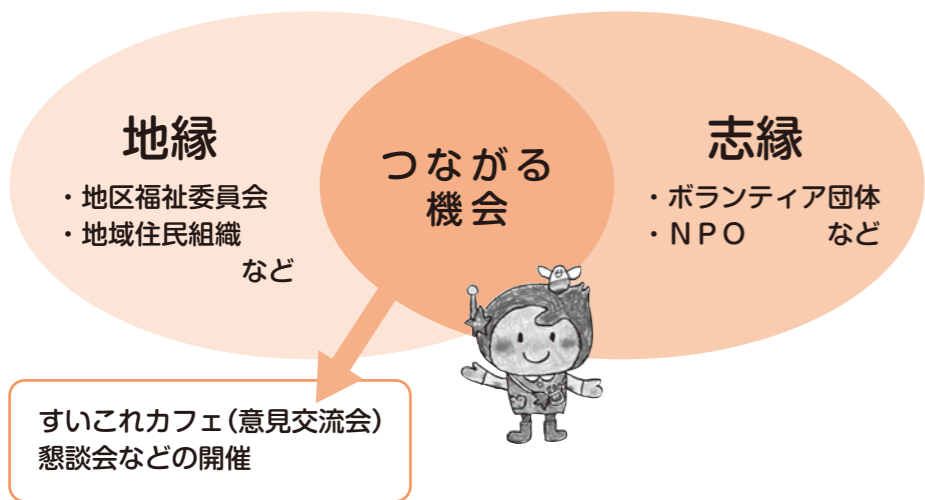 地縁
・地区福祉委員会
・地域住民組織
など
つながる
機会
志縁
・ボランティア団体
・ＮＰＯ　など
すいこれカフェ（意見交流会）
懇談会などの開催